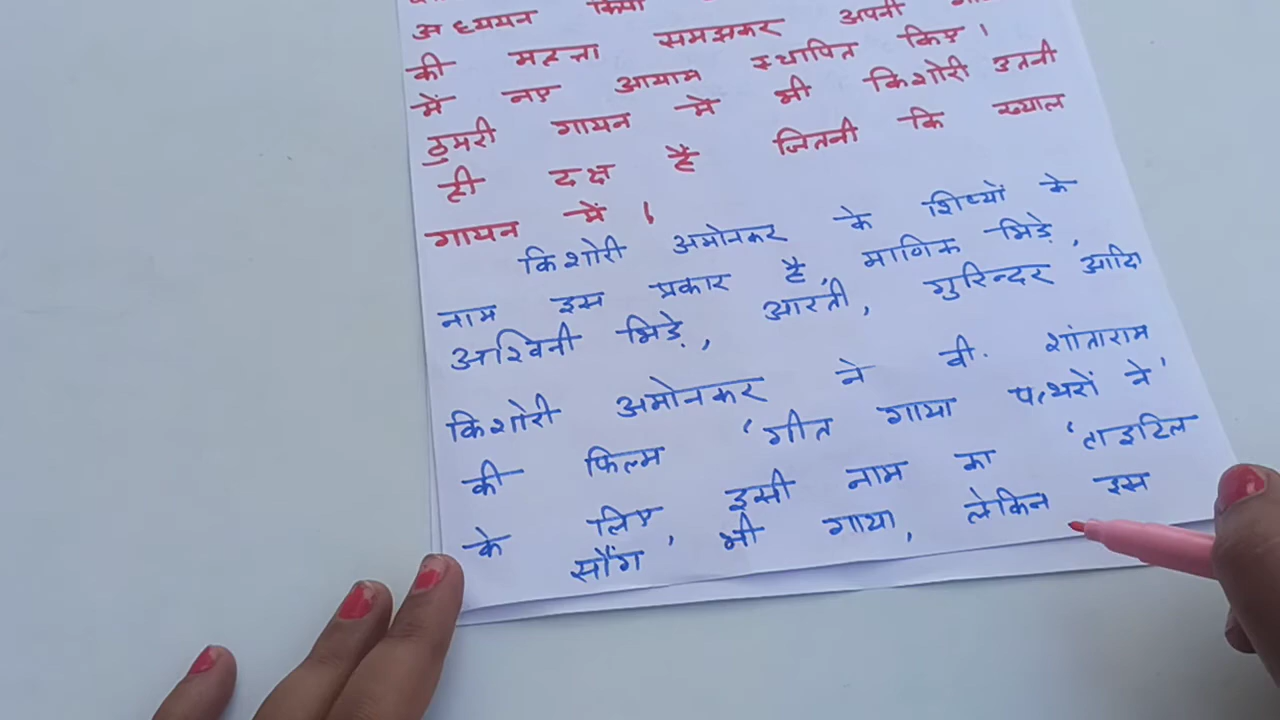 अध्ययन किया
की महत्ता समझकर अपनी
में नए आयाम स्थापित किए।
ठुमरी गायन में भी किशोरी उतनी
ही दक्ष है जितनी कि ख्याल
गायन में।
किशोरी अमोनकर के शिष्यों के
नाम इस प्रकार है, माणिक भिड़े,
अश्विनी भिड़े, आरती, गुरिन्दर आदि
किशोरी अमोनकर ने वी. शांताराम
की फिल्म 'गीत गाया पत्थरों ने'
के लिए इसी नाम का 'टाइटिल
सौंग' भी गाया, लेकिन इस